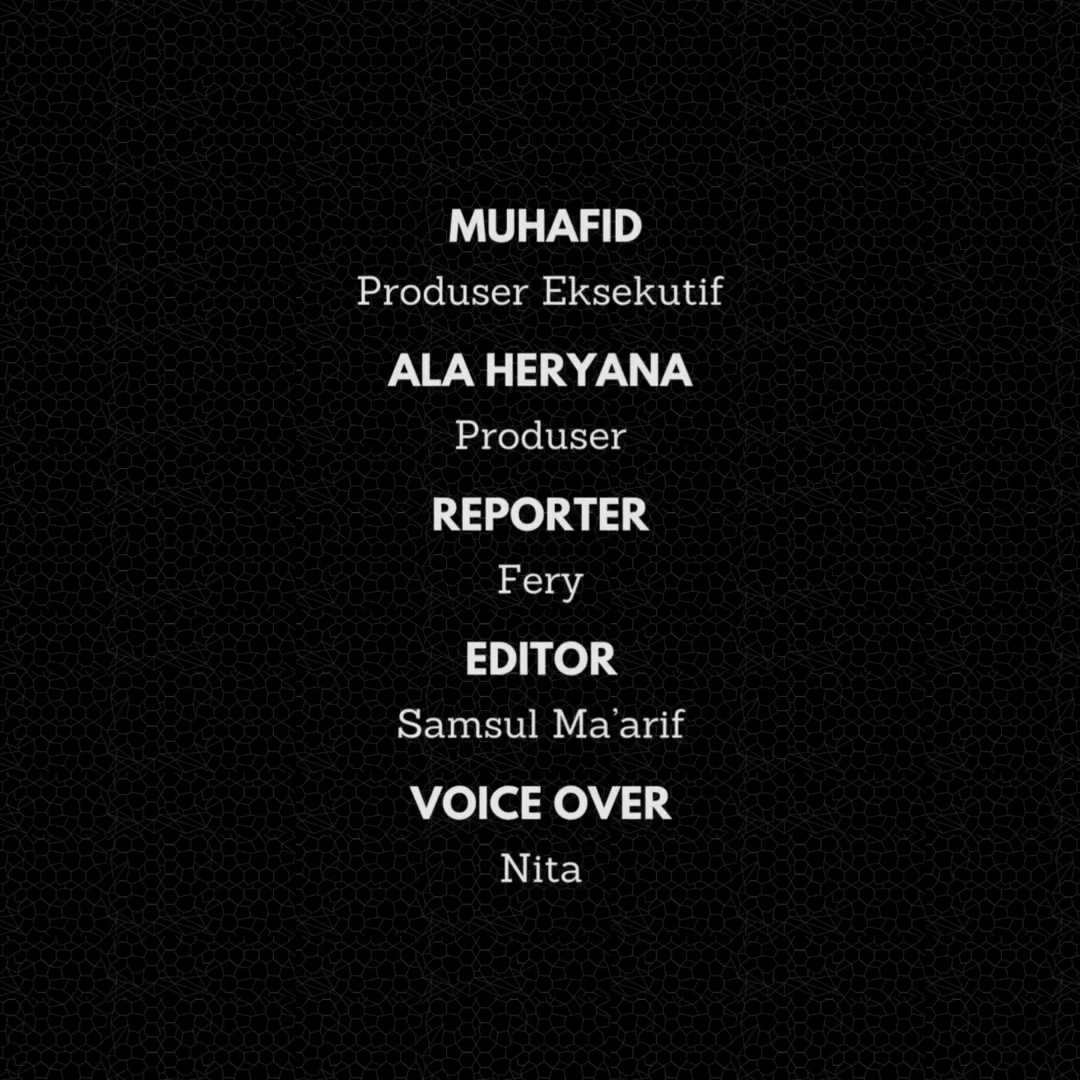 MUHAFID
Produser Eksekutif
ALA HERYANA
Produser
REPORTER
Fery
EDITOR
Samsul Ma’arif
VOICE OVER
Nita